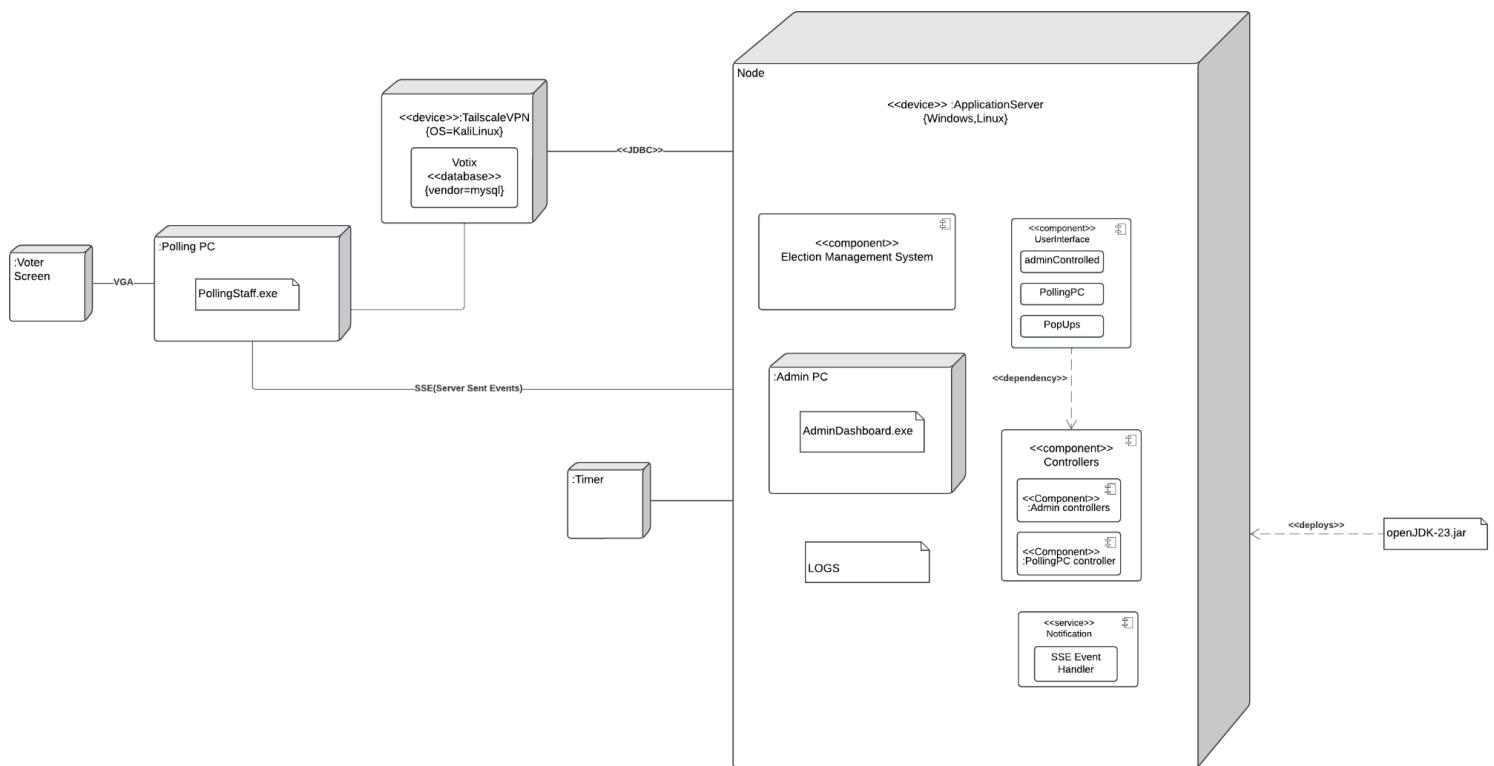 Node
<<device>> :ApplicationServer
{Windows,Linux}
<<device>>:TailscaleVPN
{OS=KaliLinux}
Votix
<<database>>
{vendor=mysql}
<<JDBC>>
:Voter
Screen
VGA
:Polling PC
PollingStaff.exe
SSE(Server Sent Events)
:Timer
<<component>>
Election Management System
<<component>>
UserInterface
adminControlled
PollingPC
PopUps
<<dependency>>
:Admin PC
AdminDashboard.exe
<<component>>
Controllers
<<Component>>
:Admin controllers
<<Component>>
:PollingPC controller
LOGS
<<service>>
Notification
SSE Event
Handler
<<deploys>>
openJDK-23.jar